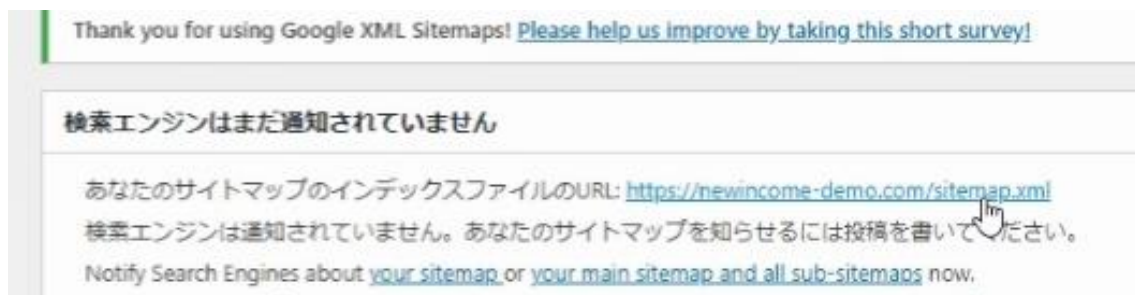 Thank you for using Google XML Sitemaps! Please help us improve by taking this short survey!
検索エンジンはまだ通知されていません
あなたのサイトマップのインデックスファイルのURL: https://newincome-demo.com/sitemap.xml
検索エンジンは通知されていません。あなたのサイトマップを知らせるには投稿を書いてください。
Notify Search Engines about your sitemap or your main sitemap and all sub-sitemaps now.